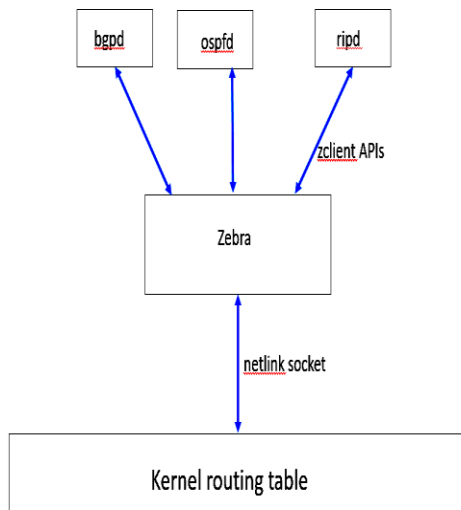 bgpd
ospfd
ripd
zclient APIs
Zebra
netlink socket
Kernel routing table